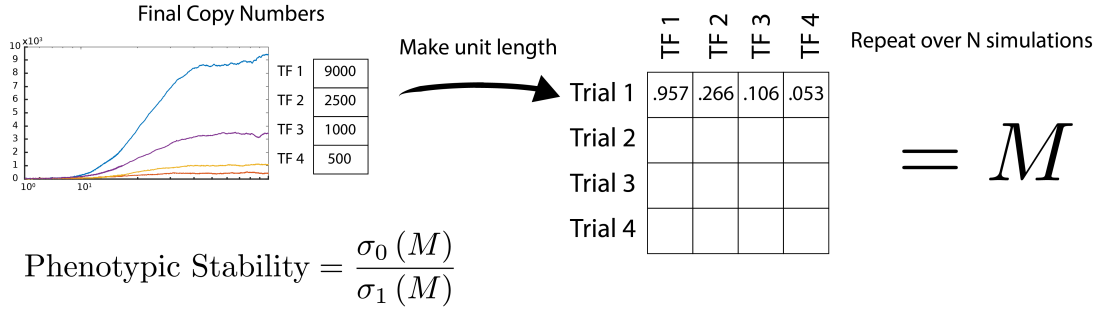 Final Copy Numbers
10 ×10³
9
8
7
6
5
4
3
2
1
0
10⁰ 10¹
TF 1 9000
TF 2 2500
TF 3 1000
TF 4 500
Make unit length
TF 1 TF 2 TF 3 TF 4
Trial 1 .957 .266 .106 .053
Trial 2
Trial 3
Trial 4
Repeat over N simulations
= M
Phenotypic Stability = σ₀ (M) / σ₁ (M)